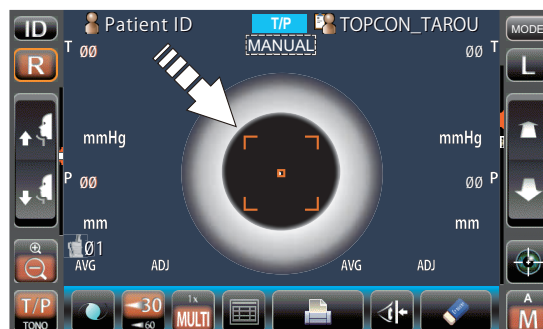 ID
Patient ID
T/P
TOPCON_TAROU
MODE
R
T
00
MANUAL
00
T
L
mmHg
mmHg
P
00
00
P
mm
mm
01
AVG
ADJ
AVG
ADJ
T/P
TONO
30
60
1x
MULTI
A
M